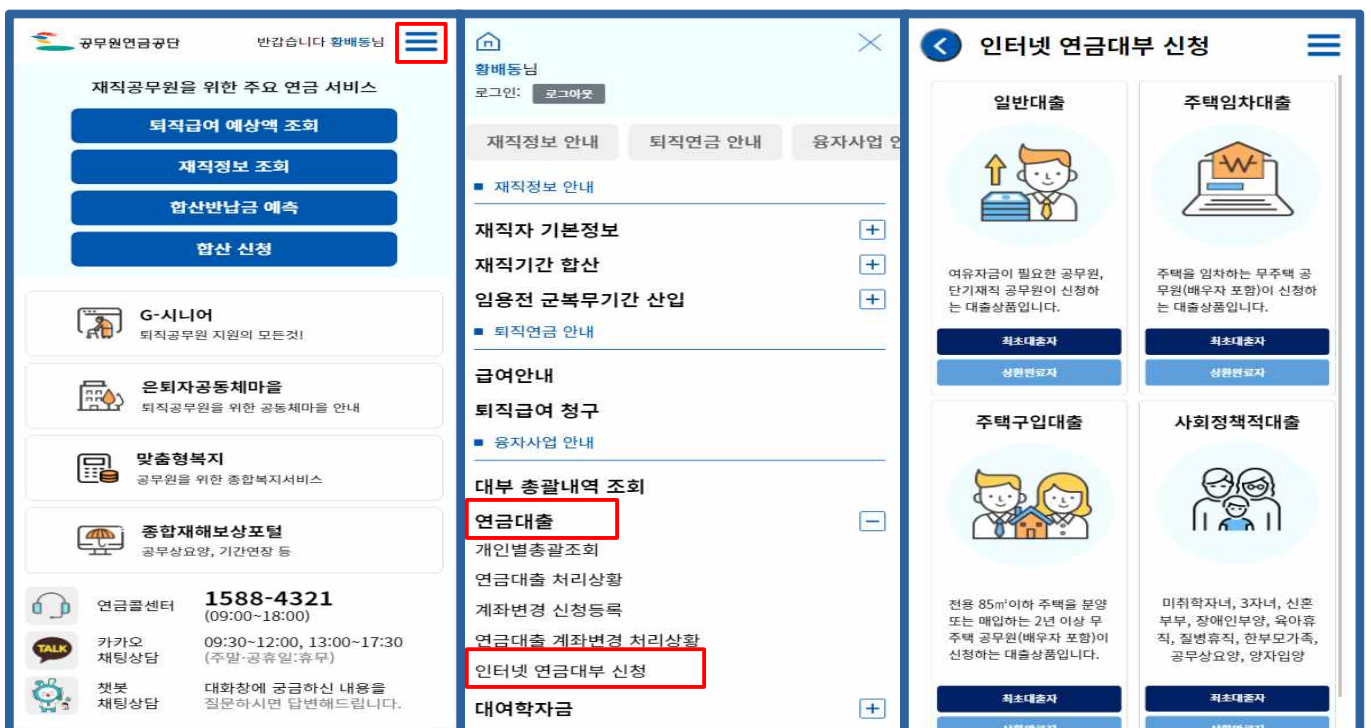 공무원연금공단
반갑습니다 황배동님
재직공무원을 위한 주요 연금 서비스
퇴직급여 예상액 조회
재직정보 조회
합산반납금 예측
합산 신청
G-시니어
퇴직공무원 지원의 모든것!
은퇴자공동체마을
퇴직공무원을 위한 공동체마을 안내
맞춤형복지
공무원을 위한 종합복지서비스
종합재해보상포털
공무상요양, 기간연장 등
연금콜센터
1588-4321
(09:00~18:00)
TALK
카카오
채팅상담
09:30~12:00, 13:00~17:30
(주말·공휴일:휴무)
챗봇
채팅상담
대화창에 궁금하신 내용을
질문하시면 답변해드립니다.
황배동님
로그인:
로그아웃
재직정보 안내
퇴직연금 안내
융자사업
재직정보 안내
재직자 기본정보
재직기간 합산
임용전 군복무기간 산입
퇴직연금 안내
급여안내
퇴직급여 청구
융자사업 안내
대부 총괄내역 조회
연금대출
개인별총괄조회
연금대출 처리상황
계좌변경 신청등록
연금대출 계좌변경 처리상황
인터넷 연금대부 신청
대여학자금
인터넷 연금대부 신청
일반대출
여유자금이 필요한 공무원,
단기재직 공무원이 신청하
는 대출상품입니다.
최초대출자
상환완료자
주택임차대출
주택을 임차하는 무주택 공
무원(배우자 포함)이 신청하
는 대출상품입니다.
최초대출자
상환완료자
주택구입대출
전용 85㎡이하 주택을 분양
또는 매입하는 2년 이상 무
주택 공무원(배우자 포함)이
신청하는 대출상품입니다.
최초대출자
사회정책적대출
미취학자녀, 3자녀, 신혼
부부, 장애인부양, 육아휴
직, 질병휴직, 한부모가족,
공무상요양, 양자입양
최초대출자